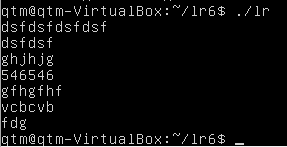 qtm@qtm-VirtualBox:~/lr6$ ./lr
dsfdsfdsfdsf
dsfdsf
ghjhjg
546546
gfhgfhf
vcbcvb
fdg
qtm@qtm-VirtualBox:~/lr6$ _